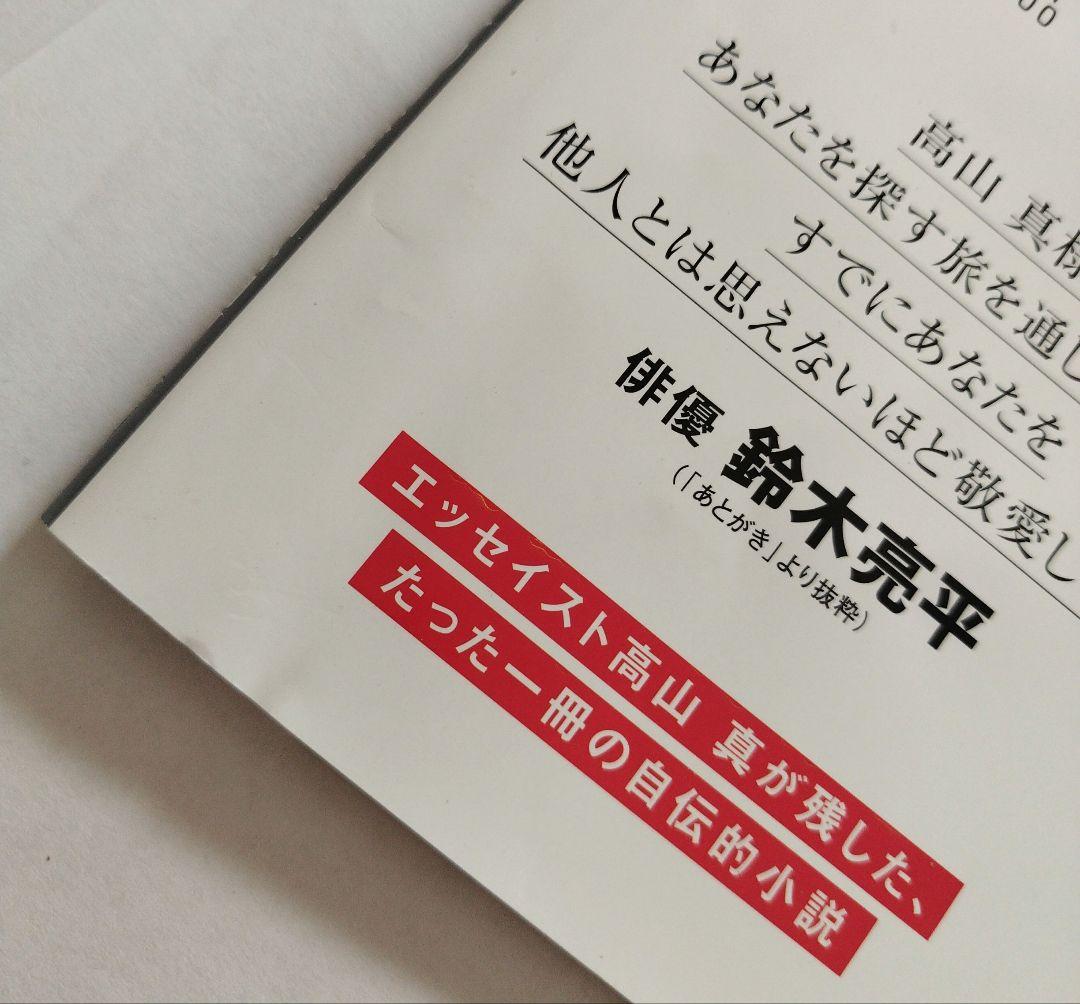 00
高山 真様
あなたを探す旅を通し
すでにあなたを
他人とは思えないほど敬愛し
俳優 鈴木亮平
(「あとがき」より抜粋)
エッセイスト高山 真が残した、
たった一冊の自伝的小説